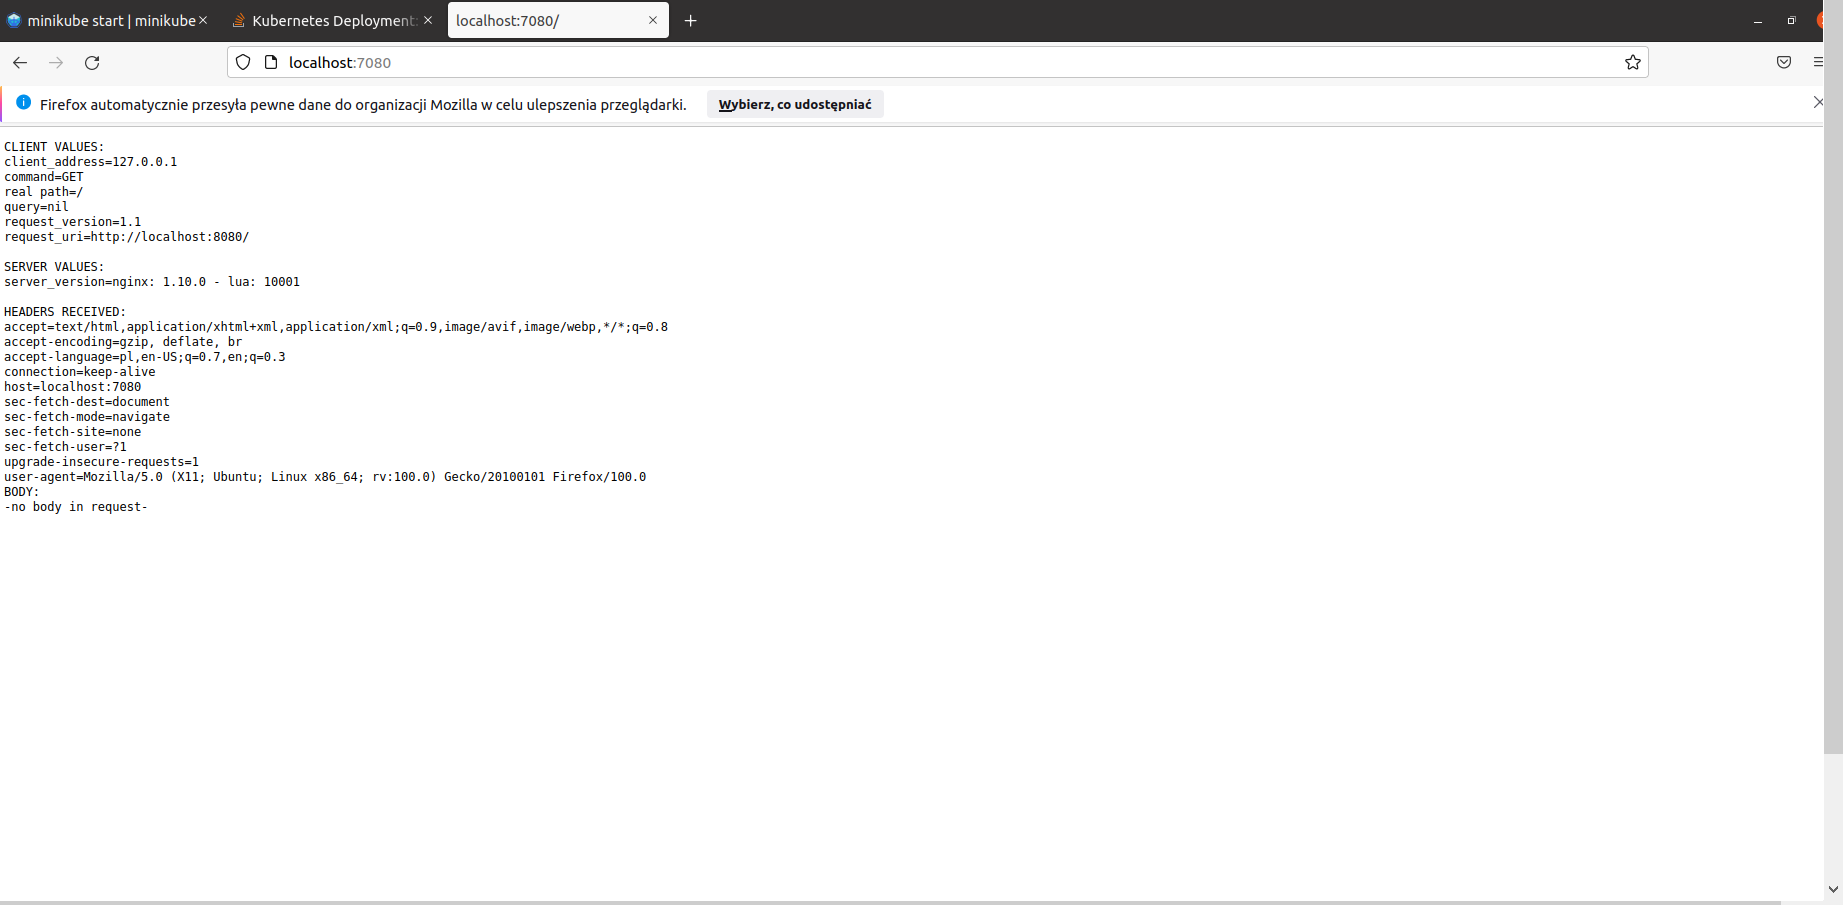 minikube start | minikube
Kubernetes Deployment
localhost:7080/
localhost:7080
Firefox automatycznie przesyła pewne dane do organizacji Mozilla w celu ulepszenia przeglądarki.
Wybierz, co udostępniać
CLIENT VALUES:
client_address=127.0.0.1
command=GET
real path=/
query=nil
request_version=1.1
request_uri=http://localhost:8080/
SERVER VALUES:
server_version=nginx: 1.10.0 - lua: 10001
HEADERS RECEIVED:
accept=text/html,application/xhtml+xml,application/xml;q=0.9,image/avif,image/webp,*/*;q=0.8
accept-encoding=gzip, deflate, br
accept-language=pl,en-US;q=0.7,en;q=0.3
connection=keep-alive
host=localhost:7080
sec-fetch-dest=document
sec-fetch-mode=navigate
sec-fetch-site=none
sec-fetch-user=?1
upgrade-insecure-requests=1
user-agent=Mozilla/5.0 (X11; Ubuntu; Linux x86_64; rv:100.0) Gecko/20100101 Firefox/100.0
BODY:
-no body in request-